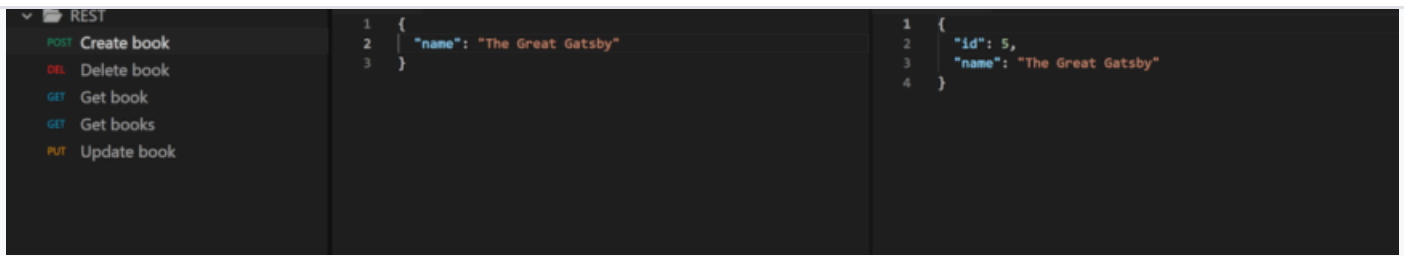 REST
POST Create book
DEL Delete book
GET Get book
GET Get books
PUT Update book
1 {
2 "name": "The Great Gatsby"
3 }
1 {
2 "id": 5,
3 "name": "The Great Gatsby"
4 }